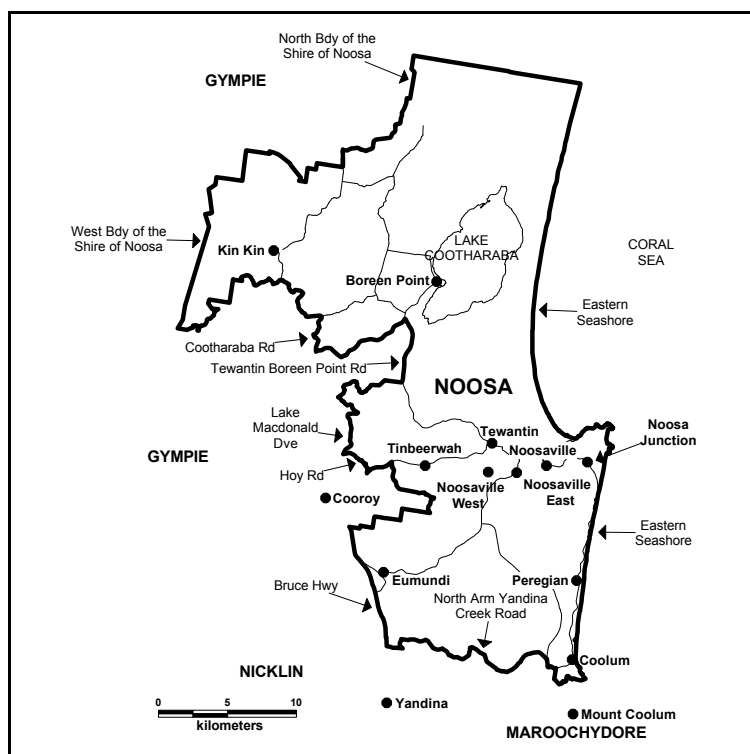 North Bdy of the
Shire of Noosa
GYMPIE
West Bdy of the
Shire of Noosa
Kin Kin
LAKE
COOTHARABA
CORAL
SEA
Boreen Point
Eastern
Seashore
Cootharaba Rd
Tewantin Boreen Point Rd
NOOSA
Lake
Macdonald
Dve
Tewantin
Noosa
Junction
Tinbeerwah
Noosaville
GYMPIE
Hoy Rd
Noosaville
West
Noosaville
East
Cooroy
Eastern
Seashore
Eumundi
Peregian
Bruce Hwy
North Arm Yandina
Creek Road
Coolum
NICKLIN
0 5 10
kilometers
Yandina
Mount Coolum
MAROOCHYDORE